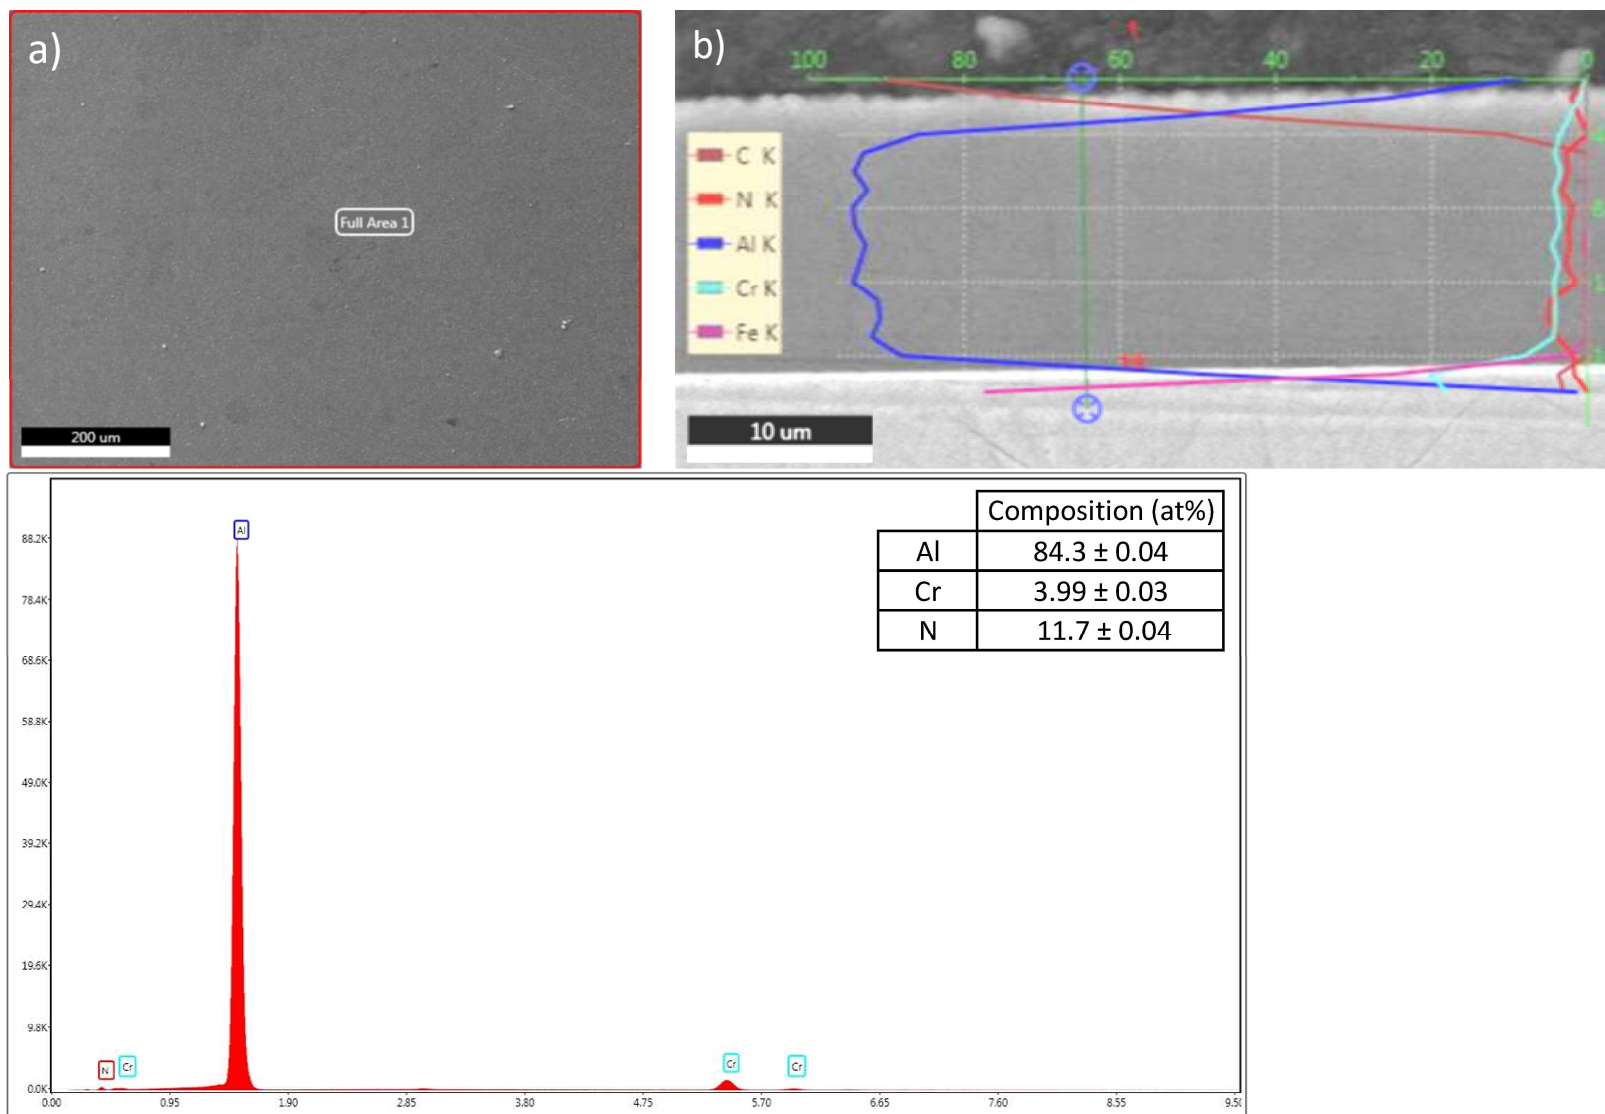 a)
Full Area 1
200 um
b)
100 80 60 40 20 0
C K
N K
Al K
Cr K
Fe K
10 um
Composition (at%)
Al 84.3 ± 0.04
Cr 3.99 ± 0.03
N 11.7 ± 0.04
88.2K
78.4K
68.6K
58.8K
49.0K
39.2K
29.4K
19.6K
9.8K
0.0K
Al
N
Cr
Cr
Cr
0.00 0.95 1.90 2.85 3.80 4.75 5.70 6.65 7.60 8.55